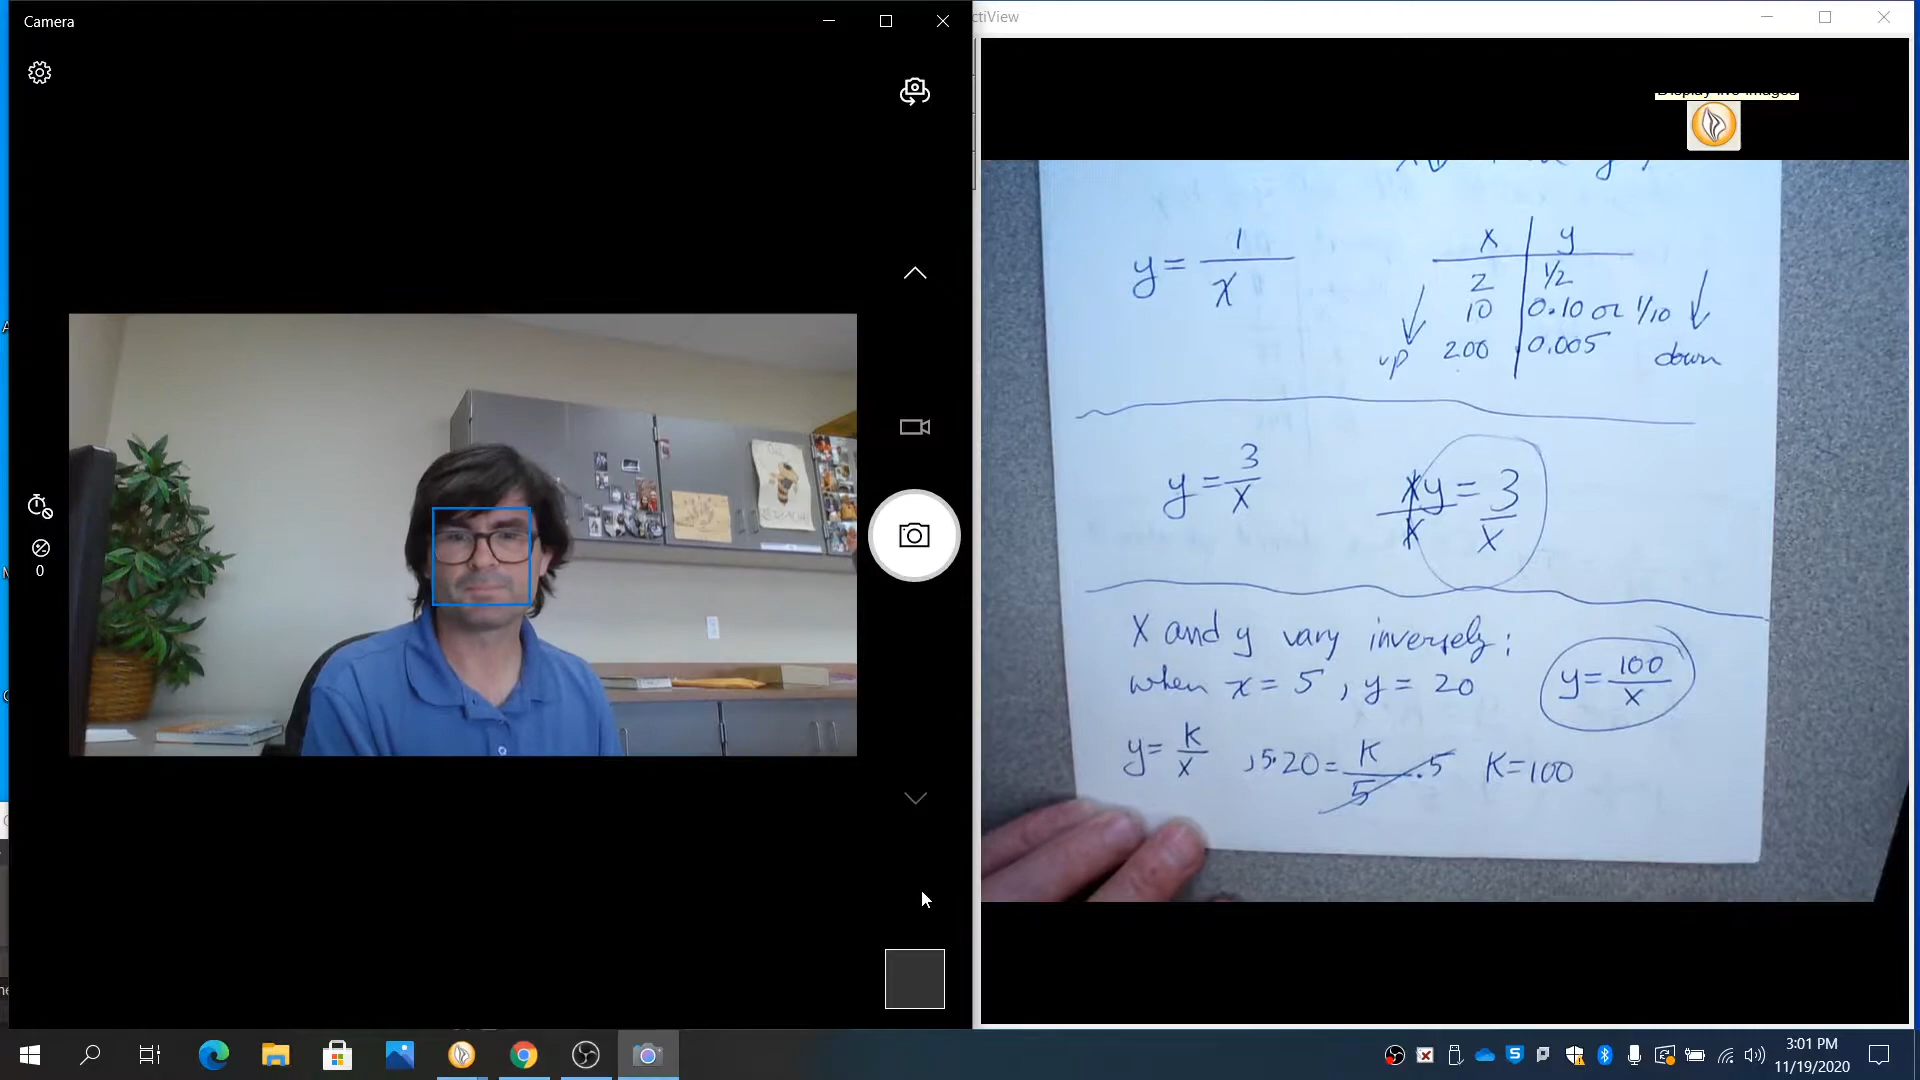 Camera
ctiView
0
x | y
y = 1/x
2 | 1/2
10 | 0.10 or 1/10
up 200 | 0.005 down
y = 3/x
xy/x = 3/x
X and y vary inversely;
when x = 5, y = 20
y = 100/x
y = K/x , 5·20 = K/5 · 5 K = 100
3:01 PM
11/19/2020